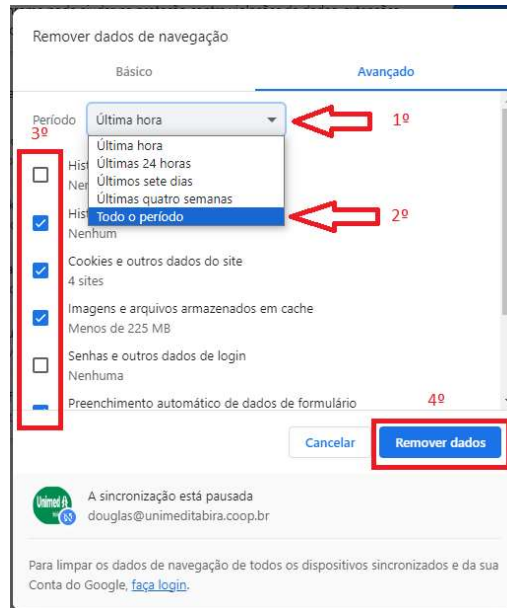 Remover dados de navegação
Básico Avançado
Período Última hora 1º
3º
Última hora
Últimas 24 horas
Últimos sete dias
Últimas quatro semanas
Todo o período 2º
Nenhum
Cookies e outros dados do site
4 sites
Imagens e arquivos armazenados em cache
Menos de 225 MB
Senhas e outros dados de login
Nenhuma
Preenchimento automático de dados de formulário
4º
Cancelar Remover dados
Unimed
A sincronização está pausada
douglas@unimeditabira.coop.br
Para limpar os dados de navegação de todos os dispositivos sincronizados e da sua
Conta do Google, faça login.